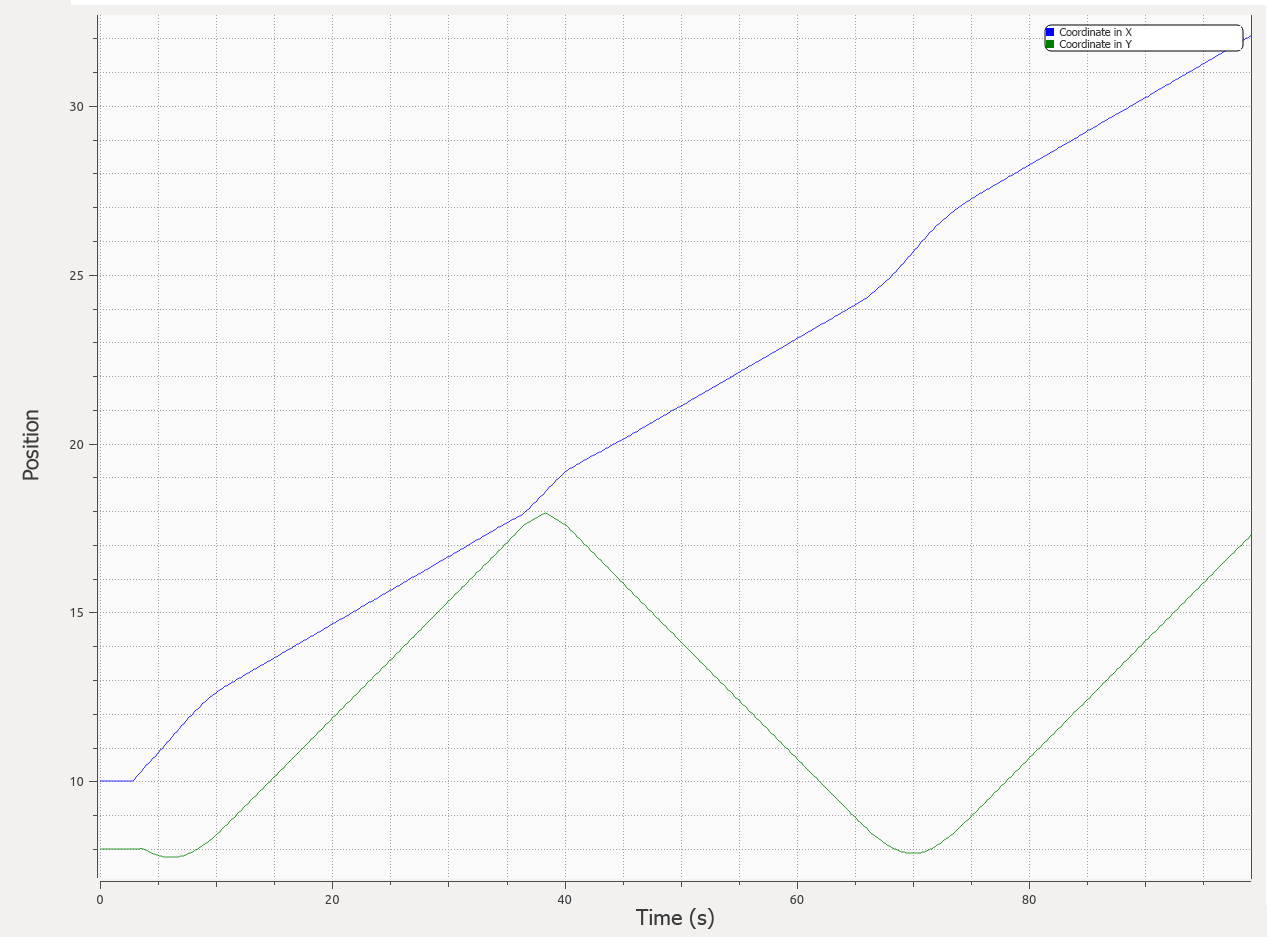 Coordinate in X
Coordinate in Y
30
25
20
15
10
Position
0 20 40 60 80
Time (s)